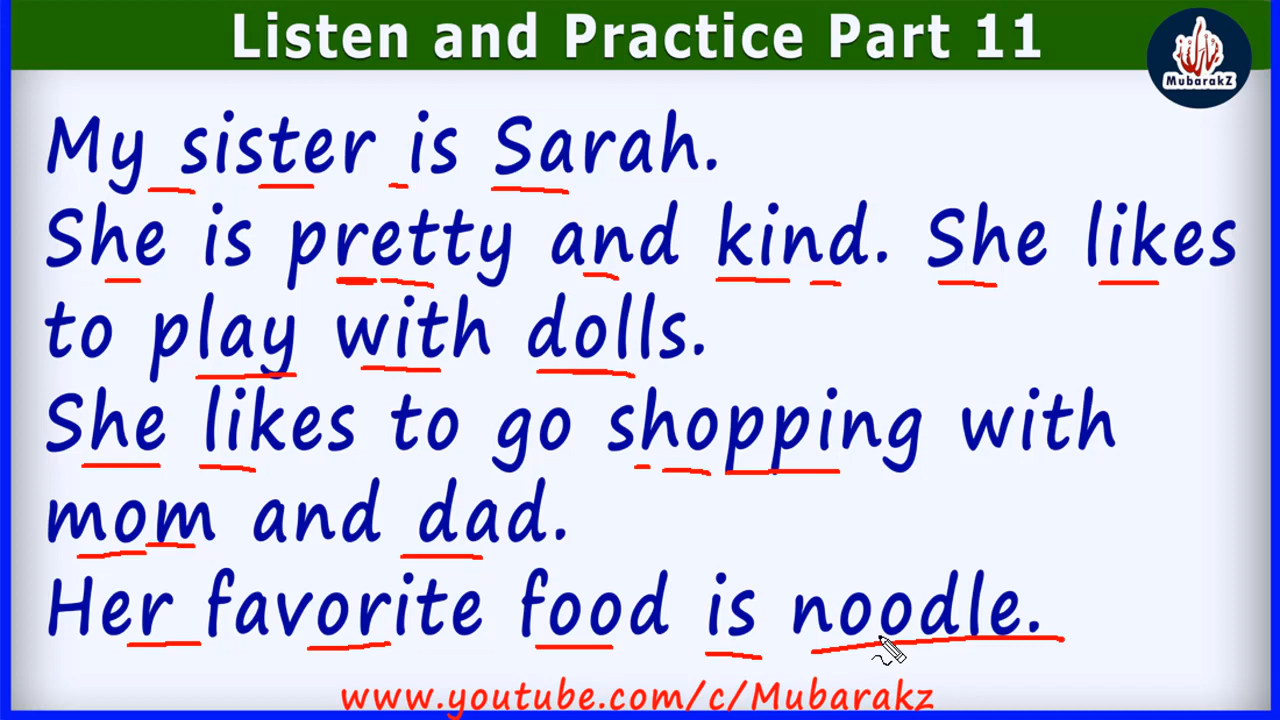 Listen and Practice Part 11
MubarakZ
My sister is Sarah.
She is pretty and kind. She likes
to play with dolls.
She likes to go shopping with
mom and dad.
Her favorite food is noodle.
www.youtube.com/c/Mubarakz